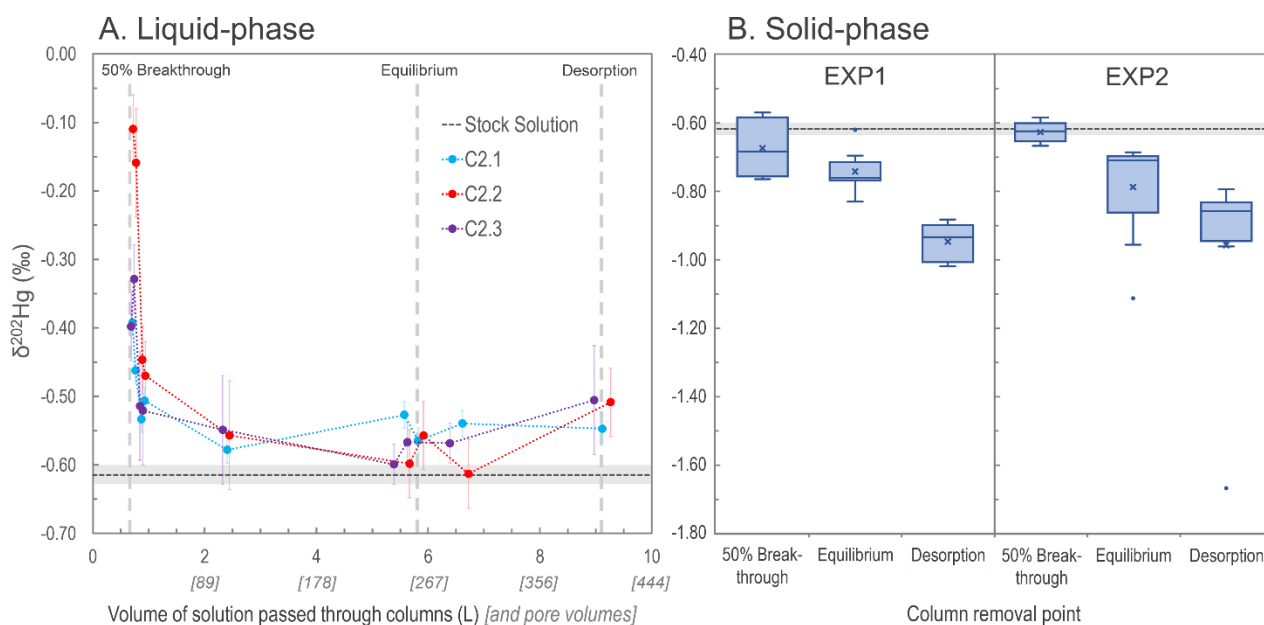 A. Liquid-phase
0.00
-0.10
-0.20
-0.30
-0.40
-0.50
-0.60
-0.70
δ²⁰²Hg (‰)
50% Breakthrough
Equilibrium
Desorption
Stock Solution
C2.1
C2.2
C2.3
0 2 4 6 8 10
[89] [178] [267] [356] [444]
Volume of solution passed through columns (L) [and pore volumes]
B. Solid-phase
-0.40
-0.60
-0.80
-1.00
-1.20
-1.40
-1.60
-1.80
EXP1
EXP2
50% Break-
through
Equilibrium
Desorption
50% Break-
through
Equilibrium
Desorption
Column removal point